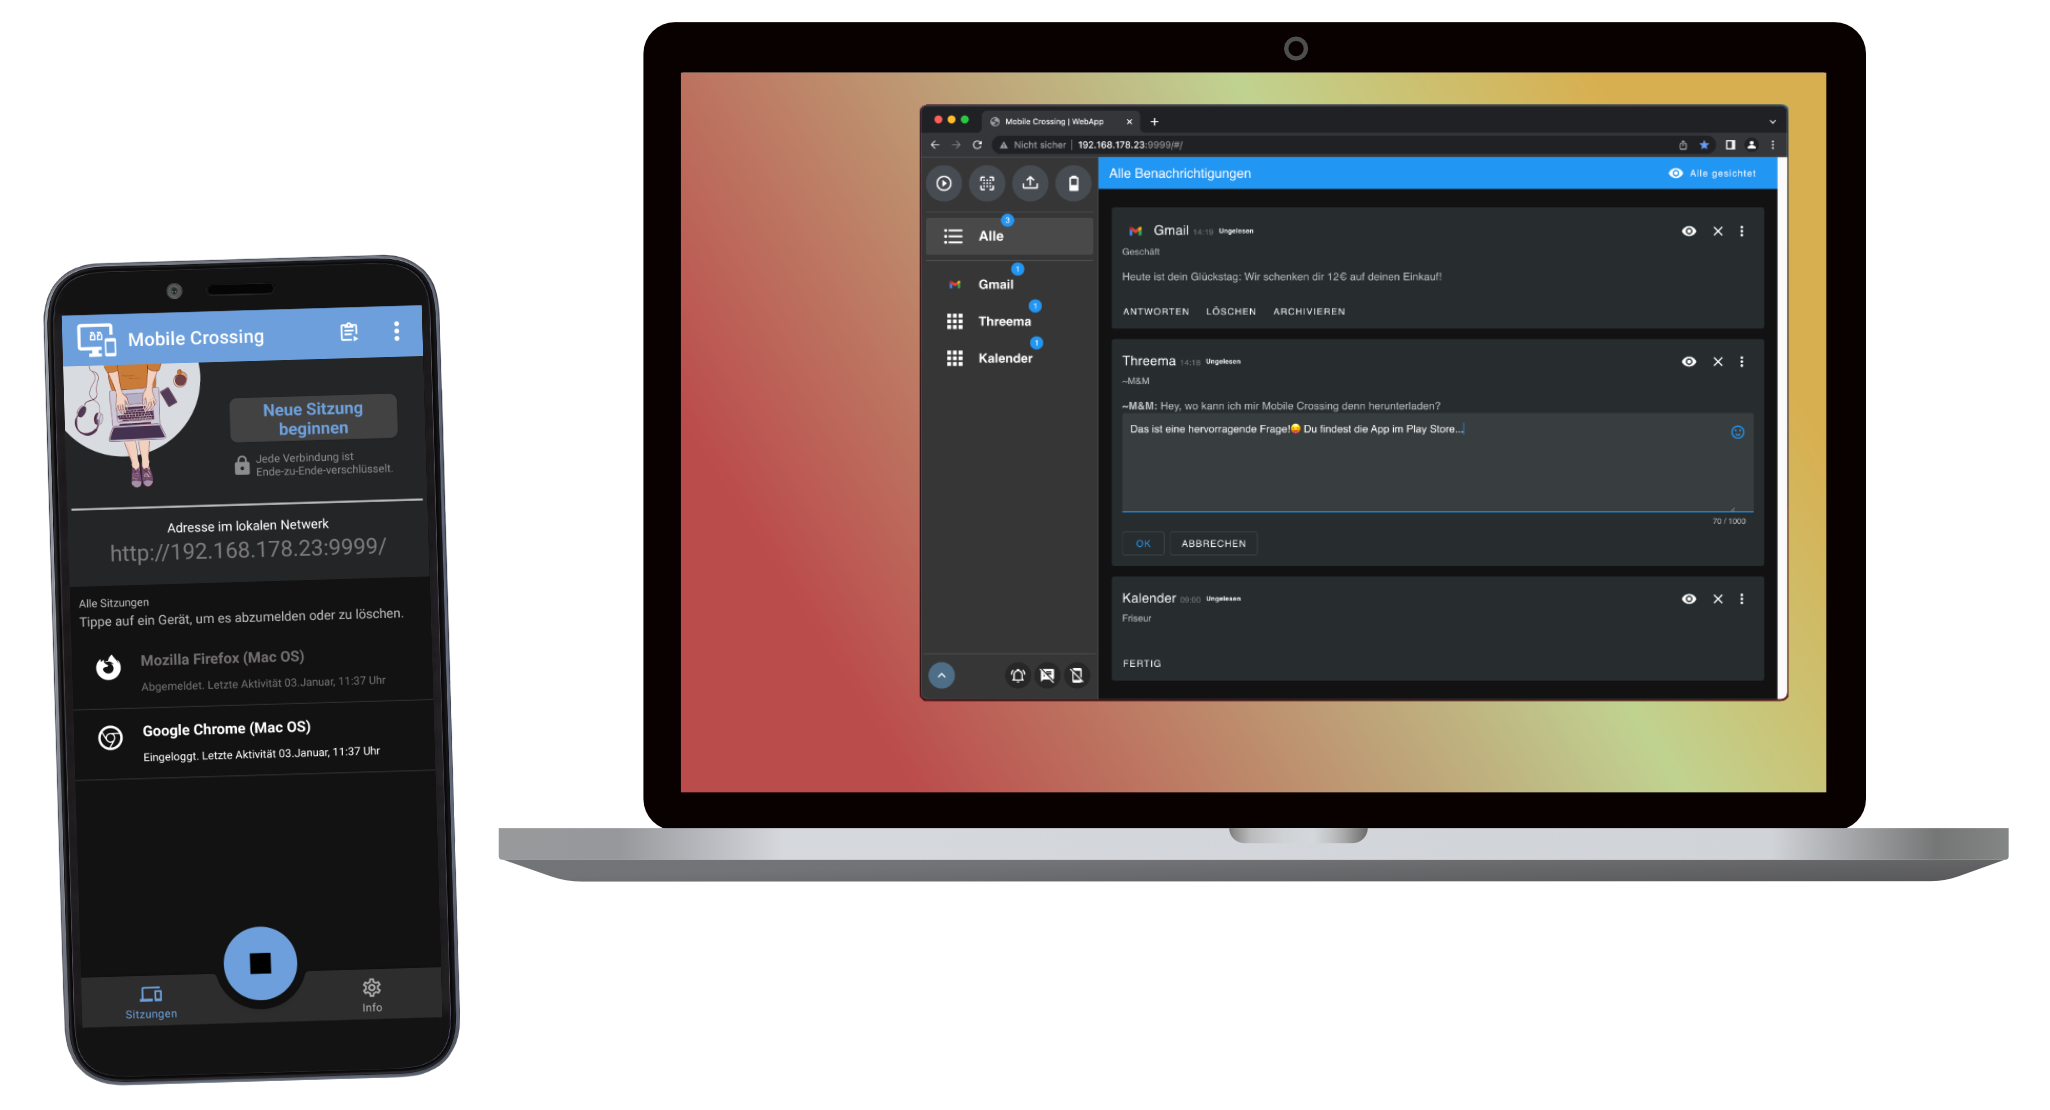 Mobile Crossing
Neue Sitzung
beginnen
Jede Verbindung ist
Ende-zu-Ende-verschlüsselt.
Adresse im lokalen Netwerk
http://192.168.178.23:9999/
Alle Sitzungen
Tippe auf ein Gerät, um es abzumelden oder zu löschen.
Mozilla Firefox (Mac OS)
Abgemeldet. Letzte Aktivität 03.Januar, 11:37 Uhr
Google Chrome (Mac OS)
Eingeloggt. Letzte Aktivität 03.Januar, 11:37 Uhr
Sitzungen
Info
Mobile Crossing | WebApp
Nicht sicher | 192.168.178.23:9999/#/
3
Alle
1
Gmail
1
Threema
1
Kalender
Alle Benachrichtigungen
Alle gesichtet
Gmail 14:19 Ungelesen
Geschäft
Heute ist dein Glückstag: Wir schenken dir 12€ auf deinen Einkauf!
ANTWORTEN LÖSCHEN ARCHIVIEREN
Threema 14:18 Ungelesen
~M&M
~M&M: Hey, wo kann ich mir Mobile Crossing denn herunterladen?
Das ist eine hervorragende Frage!😛 Du findest die App im Play Store...
70 / 1000
OK ABBRECHEN
Kalender 09:00 Ungelesen
Friseur
FERTIG